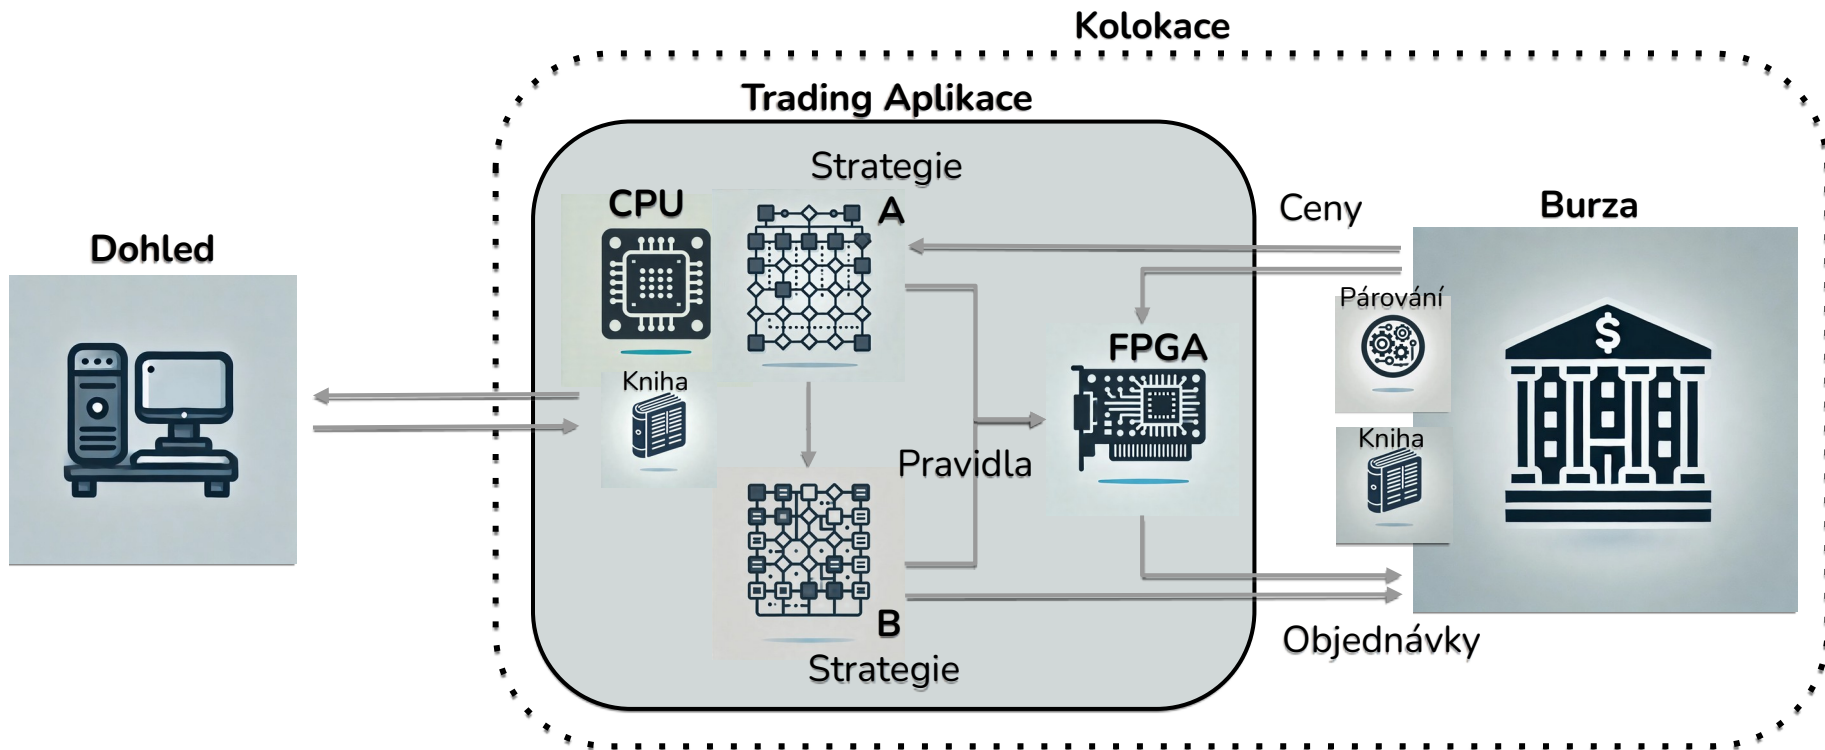 Kolokace
Trading Aplikace
Strategie
CPU
A
Ceny
Burza
Dohled
Párování
FPGA
$
Kniha
Kniha
Pravidla
B
Objednávky
Strategie